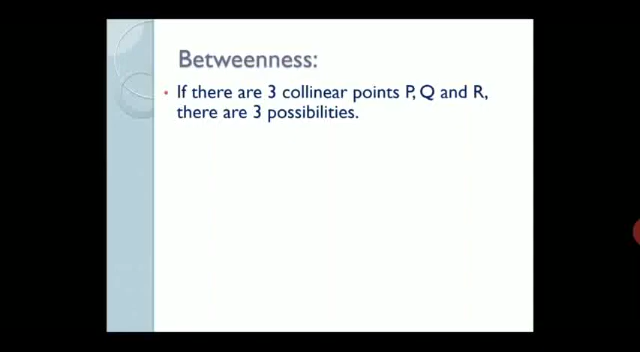 Betweenness:
• If there are 3 collinear points P, Q and R,
there are 3 possibilities.